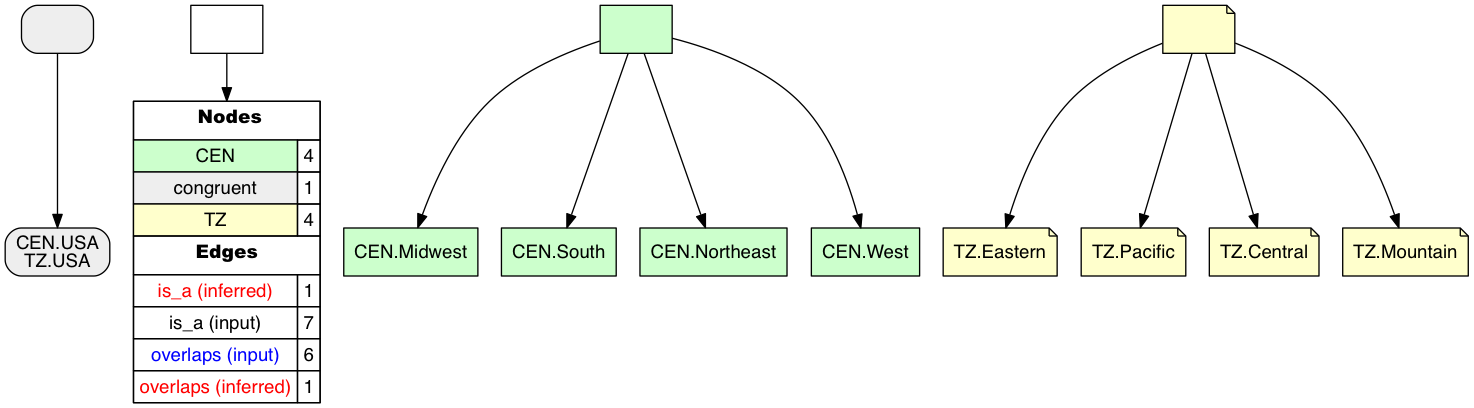 CEN.USA
TZ.USA
Nodes
CEN 4
congruent 1
TZ 4
Edges
is_a (inferred) 1
is_a (input) 7
overlaps (input) 6
overlaps (inferred) 1
CEN.Midwest
CEN.South
CEN.Northeast
CEN.West
TZ.Eastern
TZ.Pacific
TZ.Central
TZ.Mountain